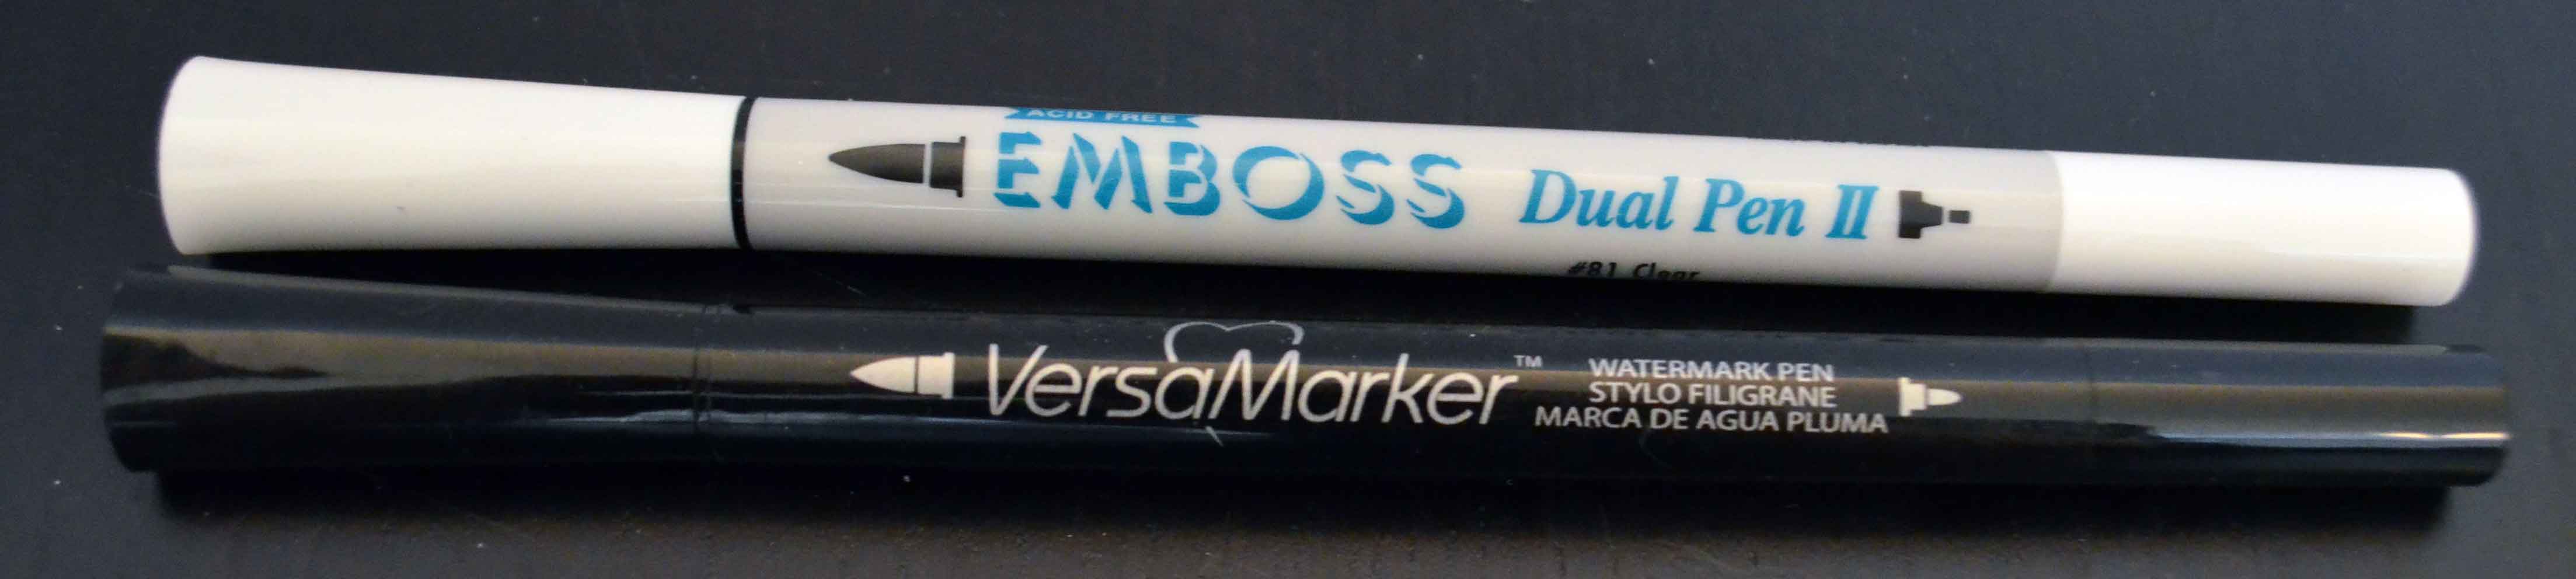 ACID FREE
EMBOSS Dual Pen II
#81 Clear
VersaMarker™
WATERMARK PEN
STYLO FILIGRANE
MARCA DE AGUA PLUMA